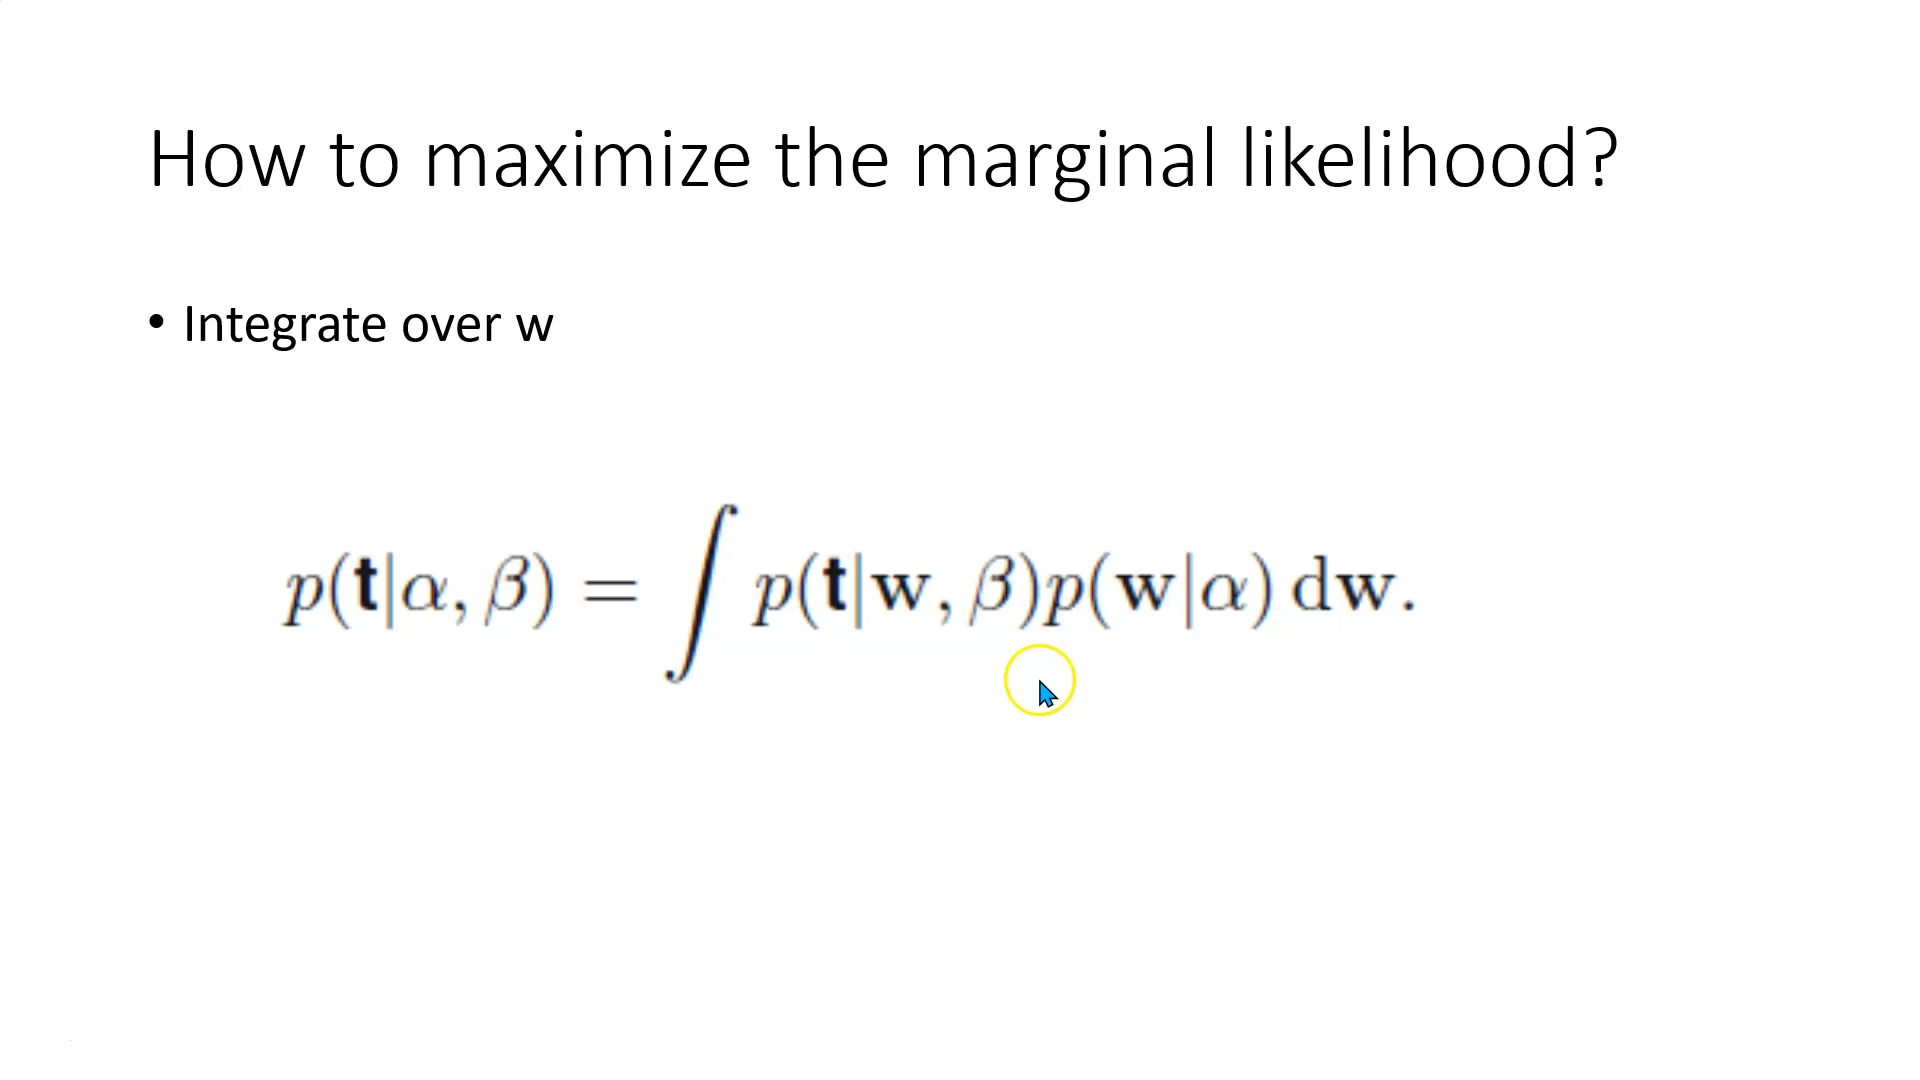 How to maximize the marginal likelihood?
• Integrate over w
p(𝐭|α, β) = ∫ p(𝐭|𝐰, β)p(𝐰|α) d𝐰.